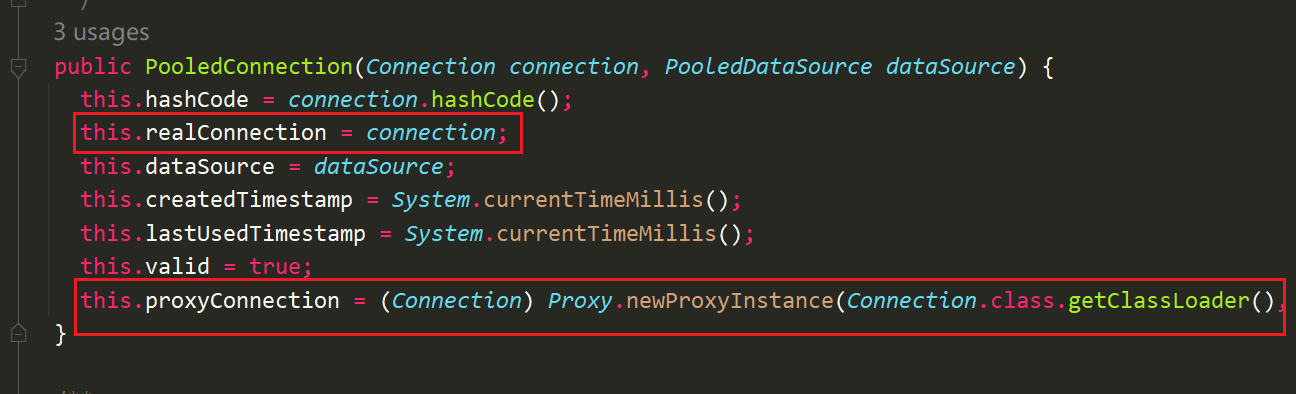 3 usages
public PooledConnection(Connection connection, PooledDataSource dataSource) {
this.hashCode = connection.hashCode();
this.realConnection = connection;
this.dataSource = dataSource;
this.createdTimestamp = System.currentTimeMillis();
this.lastUsedTimestamp = System.currentTimeMillis();
this.valid = true;
this.proxyConnection = (Connection) Proxy.newProxyInstance(Connection.class.getClassLoader(),
}